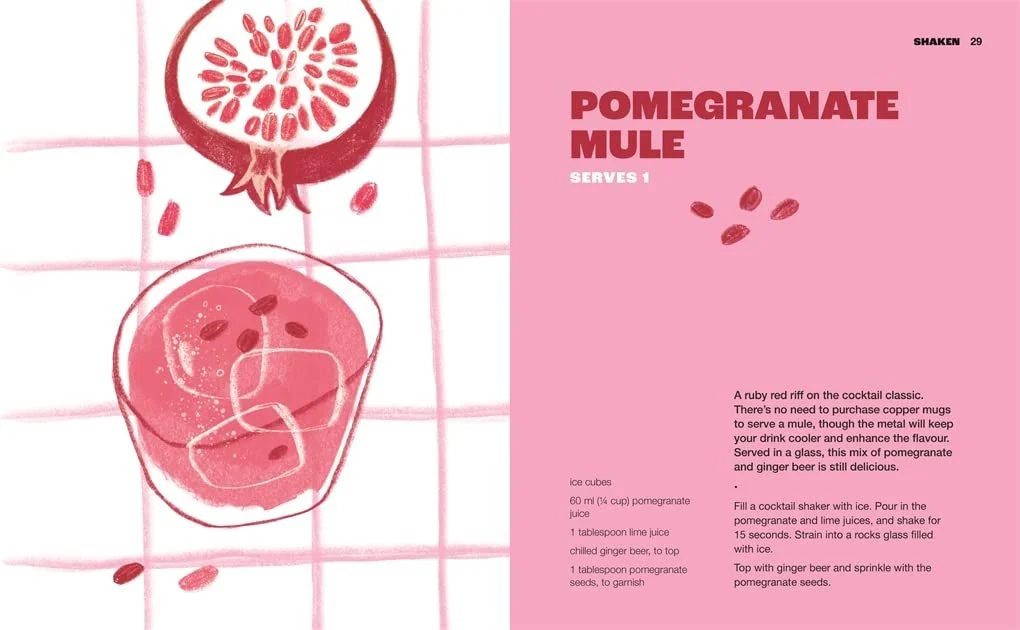 SHAKEN 29
POMEGRANATE
MULE
SERVES 1
ice cubes
60 ml (¼ cup) pomegranate
juice
1 tablespoon lime juice
chilled ginger beer, to top
1 tablespoon pomegranate
seeds, to garnish
A ruby red riff on the cocktail classic.
There's no need to purchase copper mugs
to serve a mule, though the metal will keep
your drink cooler and enhance the flavour.
Served in a glass, this mix of pomegranate
and ginger beer is still delicious.
.
Fill a cocktail shaker with ice. Pour in the
pomegranate and lime juices, and shake for
15 seconds. Strain into a rocks glass filled
with ice.
Top with ginger beer and sprinkle with the
pomegranate seeds.